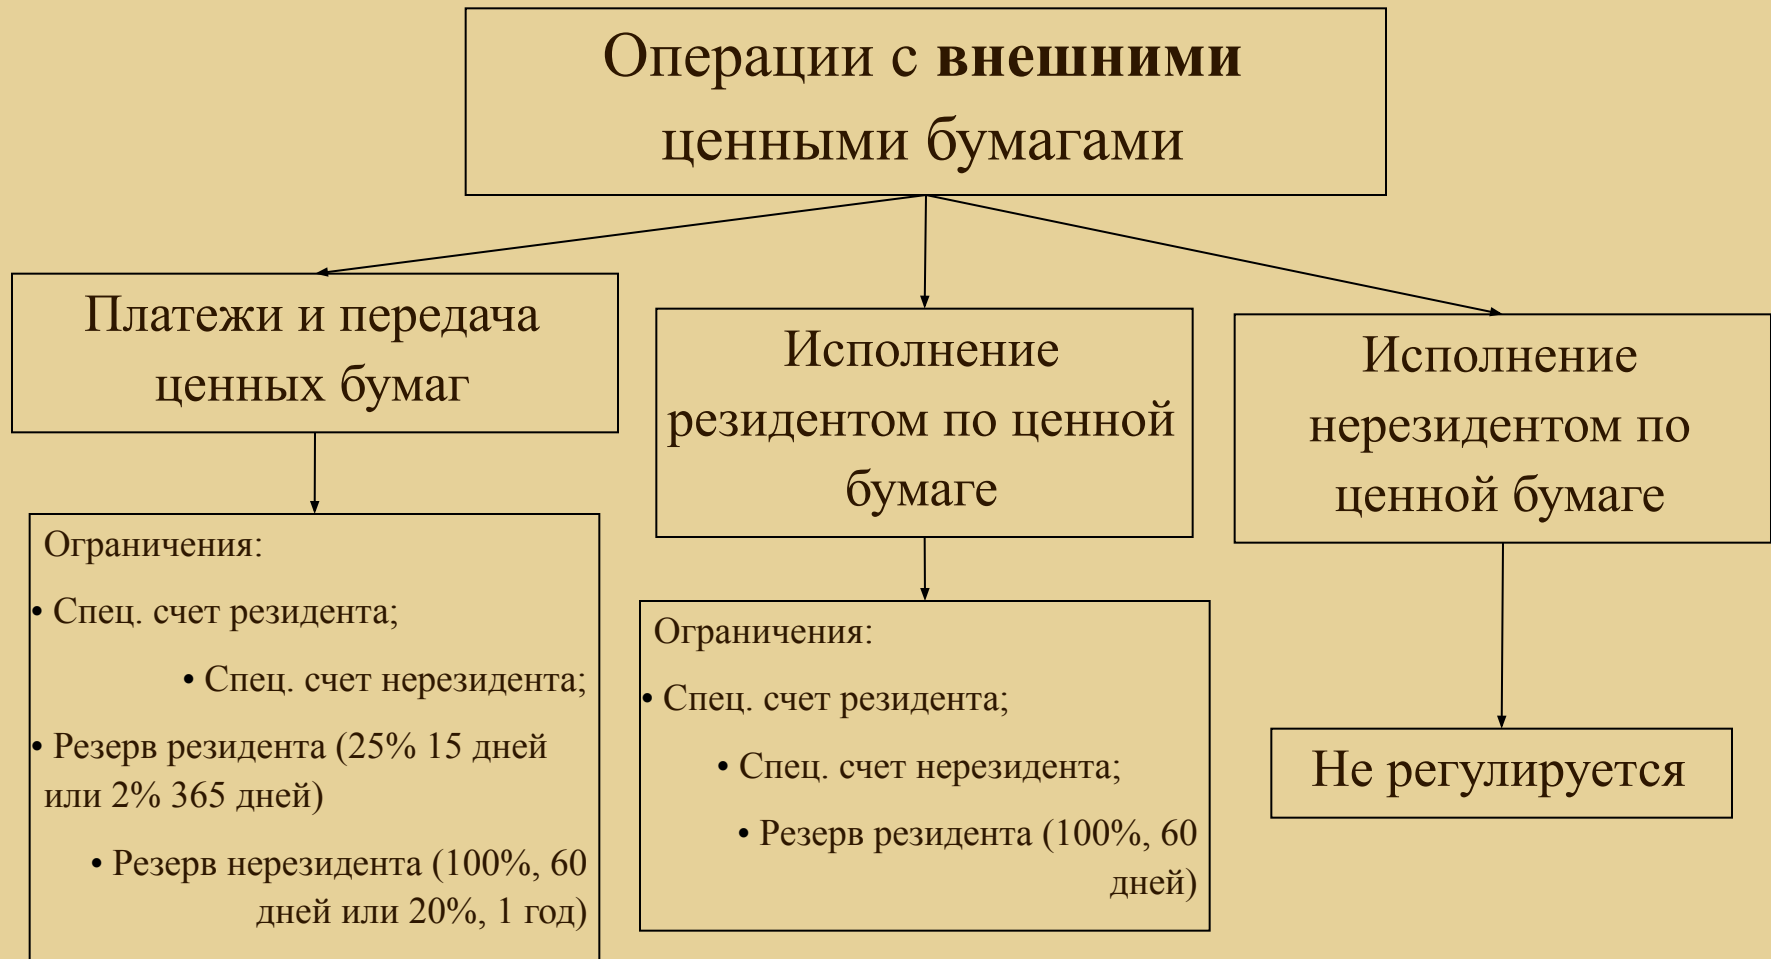 Операции с внешними
ценными бумагами
Платежи и передача
ценных бумаг
Исполнение
резидентом по ценной
бумаге
Исполнение
нерезидентом по
ценной бумаге
Ограничения:
• Спец. счет резидента;
• Спец. счет нерезидента;
• Резерв резидента (25% 15 дней
или 2% 365 дней)
• Резерв нерезидента (100%, 60
дней или 20%, 1 год)
Ограничения:
• Спец. счет резидента;
• Спец. счет нерезидента;
• Резерв резидента (100%, 60
дней)
Не регулируется